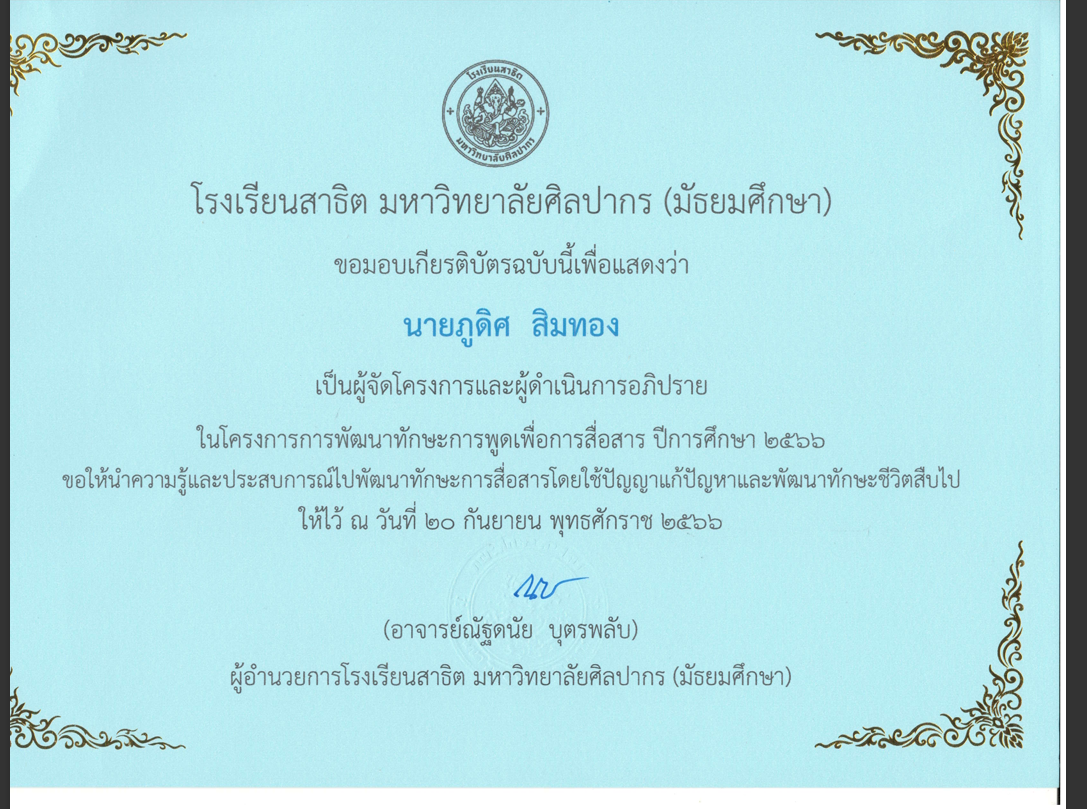 โรงเรียนสาธิต
มหาวิทยาลัยศิลปากร
โรงเรียนสาธิต มหาวิทยาลัยศิลปากร (มัธยมศึกษา)
ขอมอบเกียรติบัตรฉบับนี้เพื่อแสดงว่า
นายภูดิศ สิมทอง
เป็นผู้จัดโครงการและผู้ดำเนินการอภิปราย
ในโครงการการพัฒนาทักษะการพูดเพื่อการสื่อสาร ปีการศึกษา ๒๕๖๖
ขอให้นำความรู้และประสบการณ์ไปพัฒนาทักษะการสื่อสารโดยใช้ปัญญาแก้ปัญหาและพัฒนาทักษะชีวิตสืบไป
ให้ไว้ ณ วันที่ ๒๐ กันยายน พุทธศักราช ๒๕๖๖
(อาจารย์ณัฐดนัย บุตรพลับ)
ผู้อำนวยการโรงเรียนสาธิต มหาวิทยาลัยศิลปากร (มัธยมศึกษา)